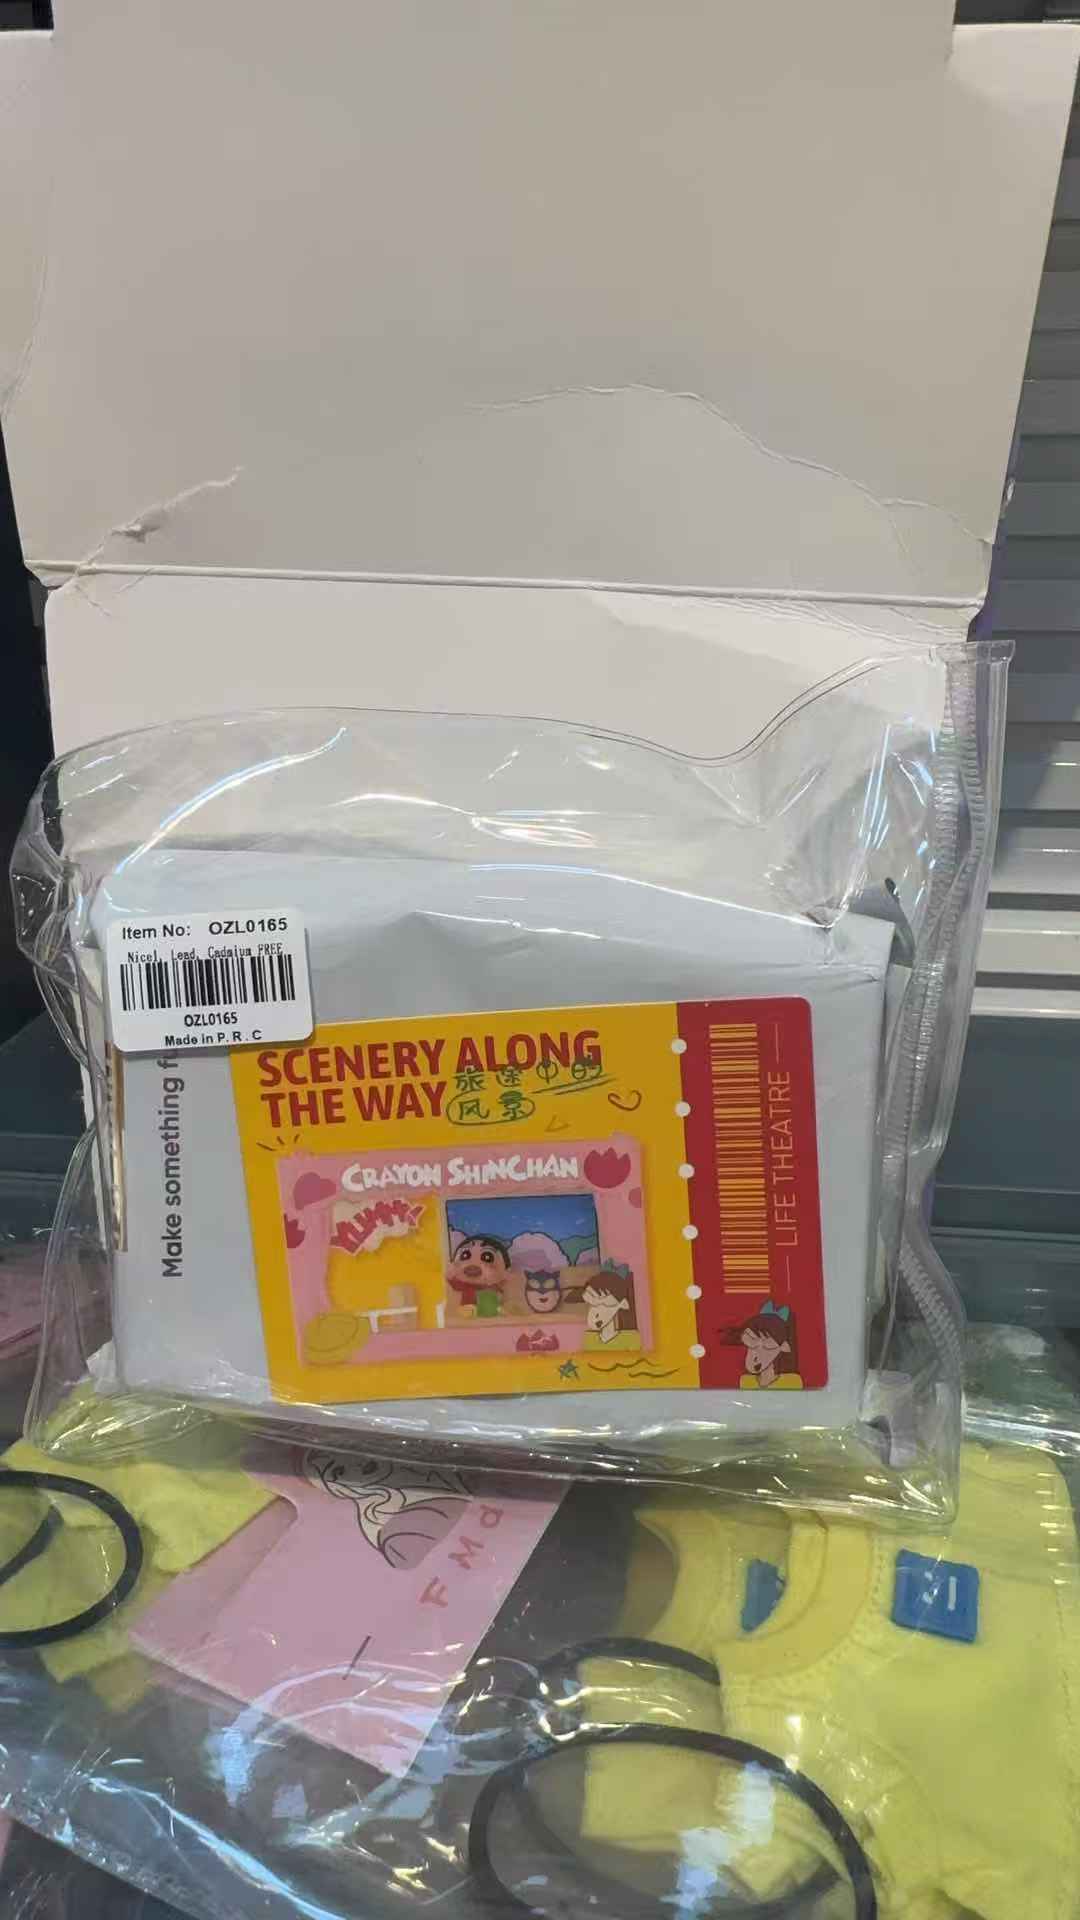 Item No: OZL0165
Nicel, Lead, Cadmium FREE
OZL0165
Made in P.R.C
Make something fu
SCENERY ALONG
THE WAY
旅途中的
风景
CRAYON SHINCHAN
LIFE THEATRE
F M d